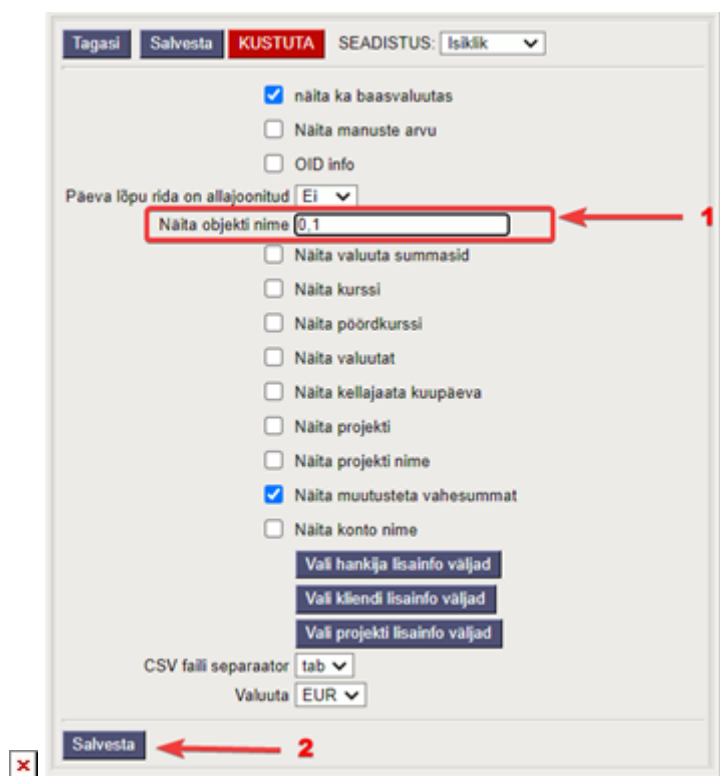 Tagasi Salvesta KUSTUTA SEADISTUS: Isiklik
näita ka baasvaluutas
Näita manuste arvu
OID info
Päeva lõpu rida on allajoonitud Ei
Näita objekti nime 0,1 1
Näita valuuta summasid
Näita kurssi
Näita pöördkurssi
Näita valuutat
Näita kellajaata kuupäeva
Näita projekti
Näita projekti nime
Näita muutusteta vahesummat
Näita konto nime
Vali hankija lisainfo väljad
Vali kliendi lisainfo väljad
Vali projekti lisainfo väljad
CSV faili separaator tab
Valuuta EUR
Salvesta 2